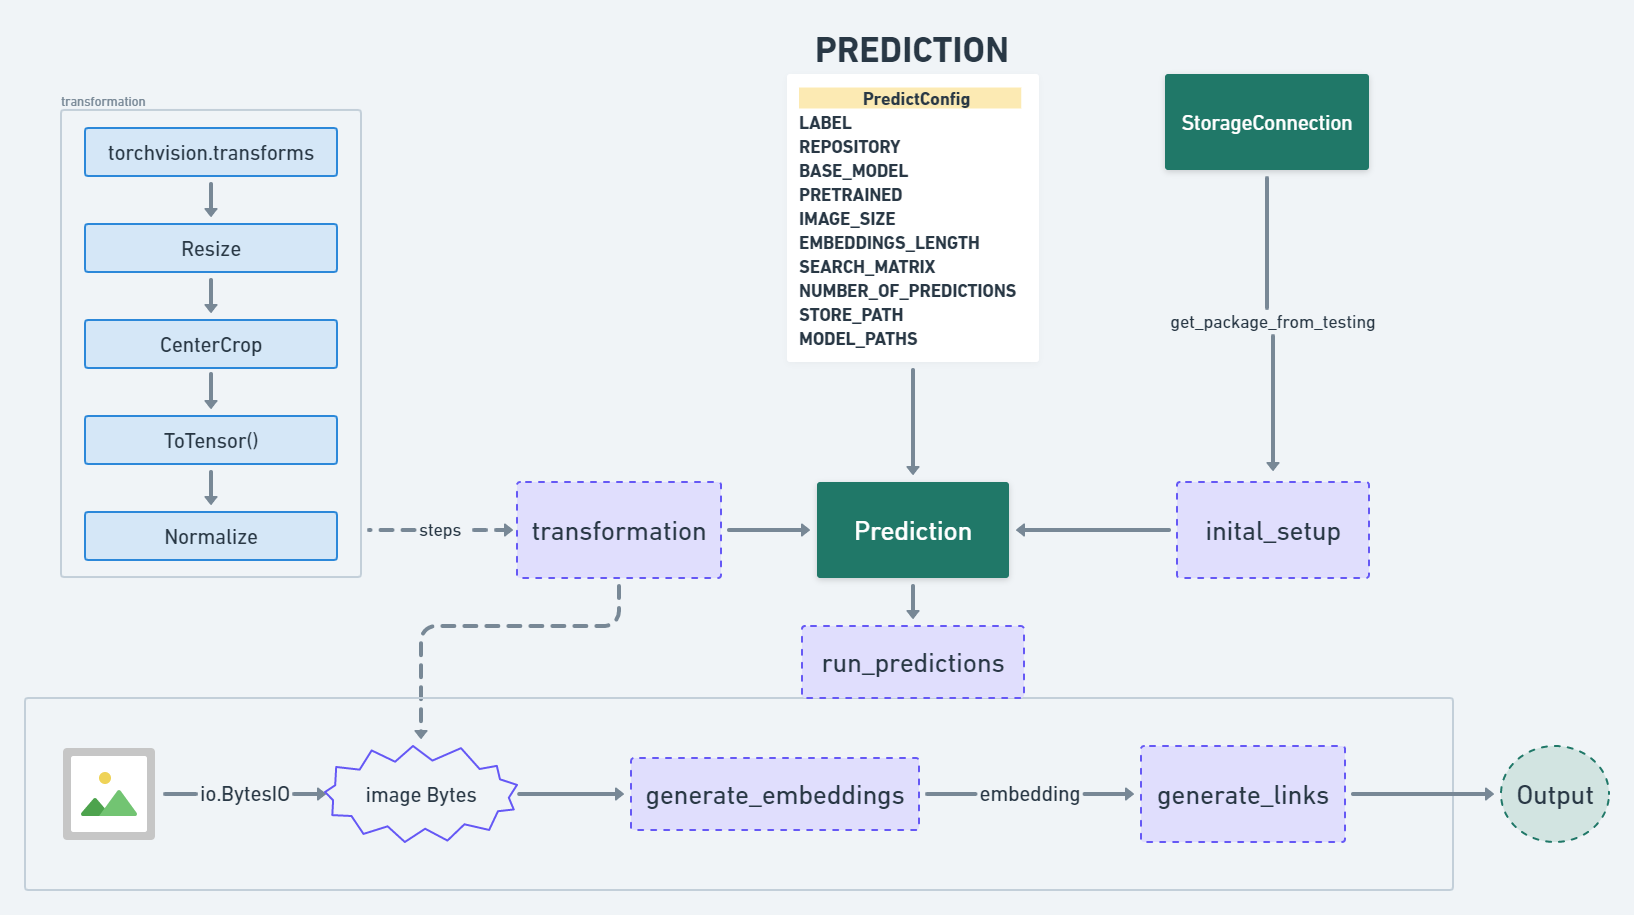 PREDICTION
transformation
torchvision.transforms
Resize
CenterCrop
ToTensor()
Normalize
PredictConfig
LABEL
REPOSITORY
BASE_MODEL
PRETRAINED
IMAGE_SIZE
EMBEDDINGS_LENGTH
SEARCH_MATRIX
NUMBER_OF_PREDICTIONS
STORE_PATH
MODEL_PATHS
StorageConnection
get_package_from_testing
steps
transformation
Prediction
inital_setup
run_predictions
io.BytesIO
image Bytes
generate_embeddings
embedding
generate_links
Output